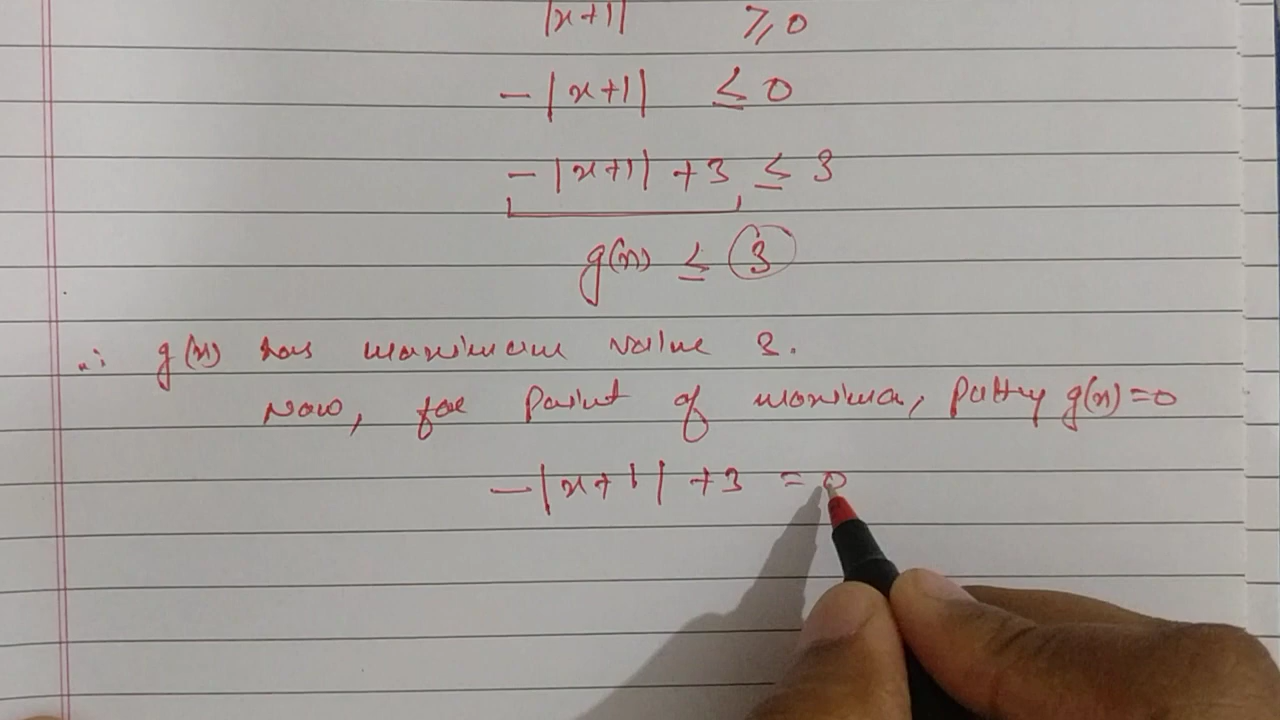 |x+1| ≥ 0
-|x+1| ≤ 0
-|x+1| +3 ≤ 3
g(x) ≤ 3
∴ g(x) has maximum value 3.
Now, for point of maxima, putting g(x)=0
-|x+1| +3 = 0